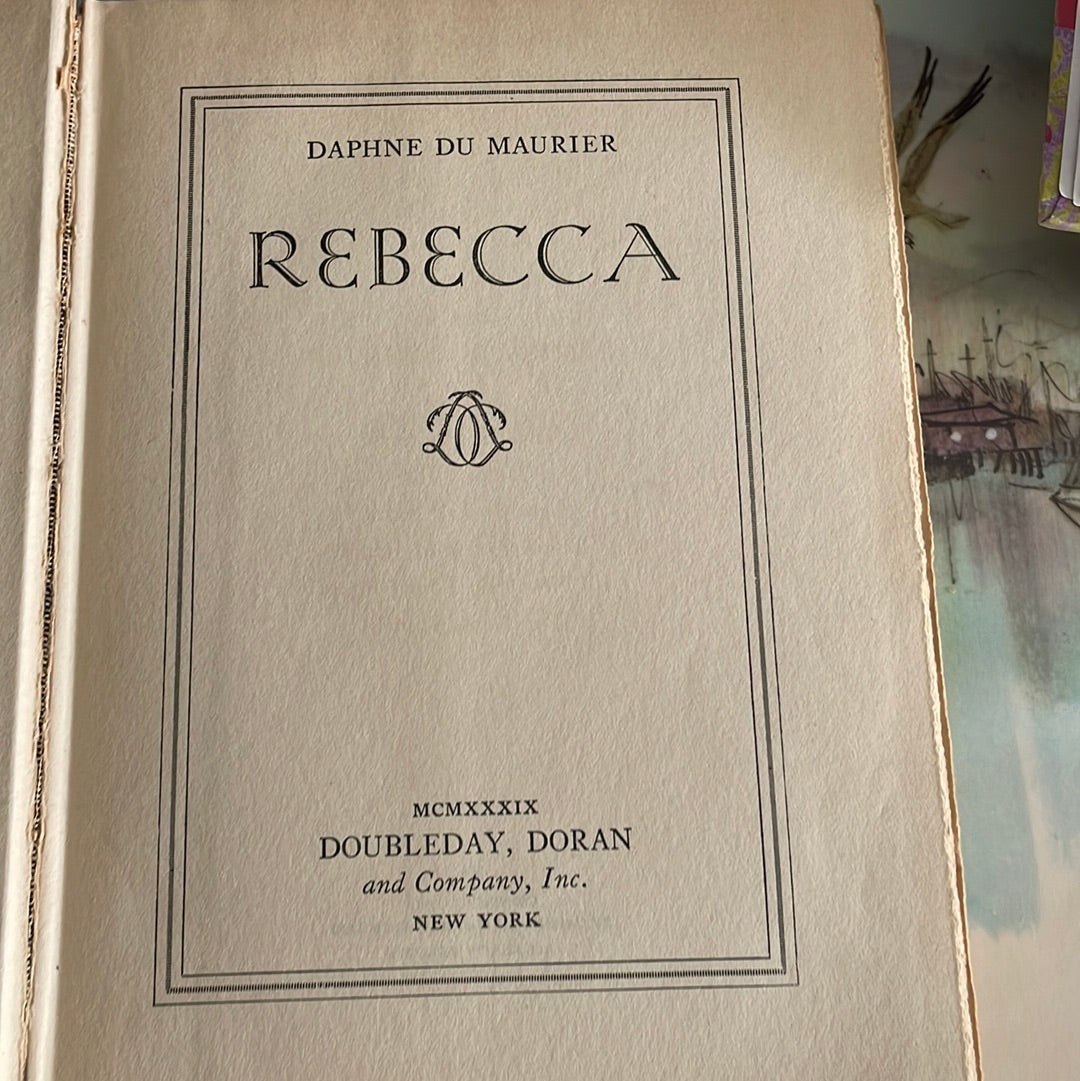 DAPHNE DU MAURIER
REBECCA
MCMXXXIX
DOUBLEDAY, DORAN
and Company, Inc.
NEW YORK